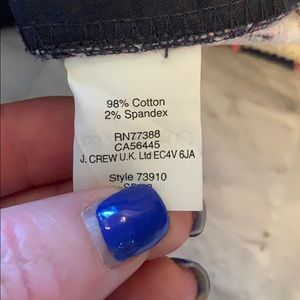 98% Cotton
2% Spandex
RN77388
CA56445
J. CREW U.K. Ltd EC4V 6JA
Style 73910